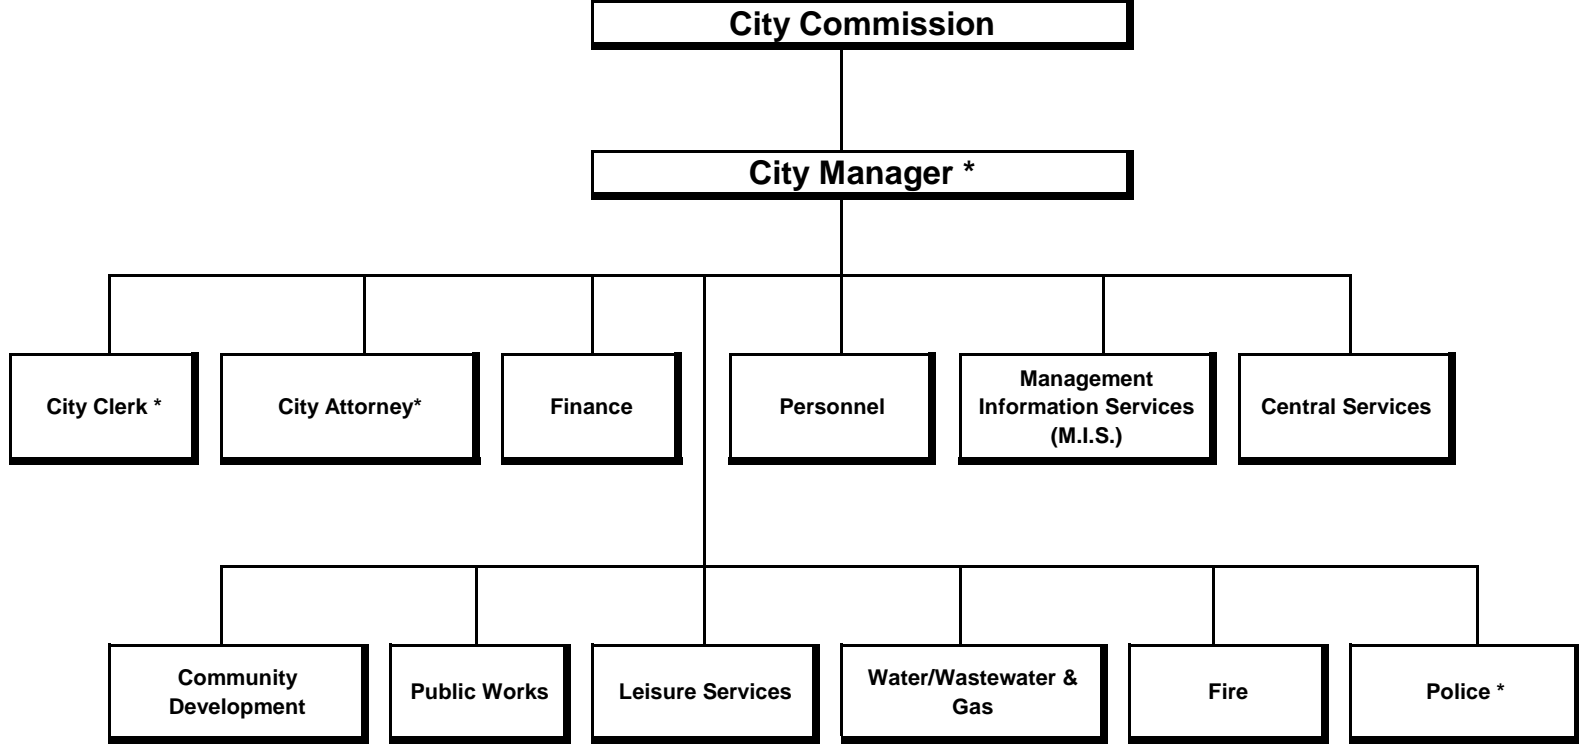 City Commission
City Manager *
City Clerk *
City Attorney*
Finance
Personnel
Management
Information Services
(M.I.S.)
Central Services
Community
Development
Public Works
Leisure Services
Water/Wastewater &
Gas
Fire
Police *